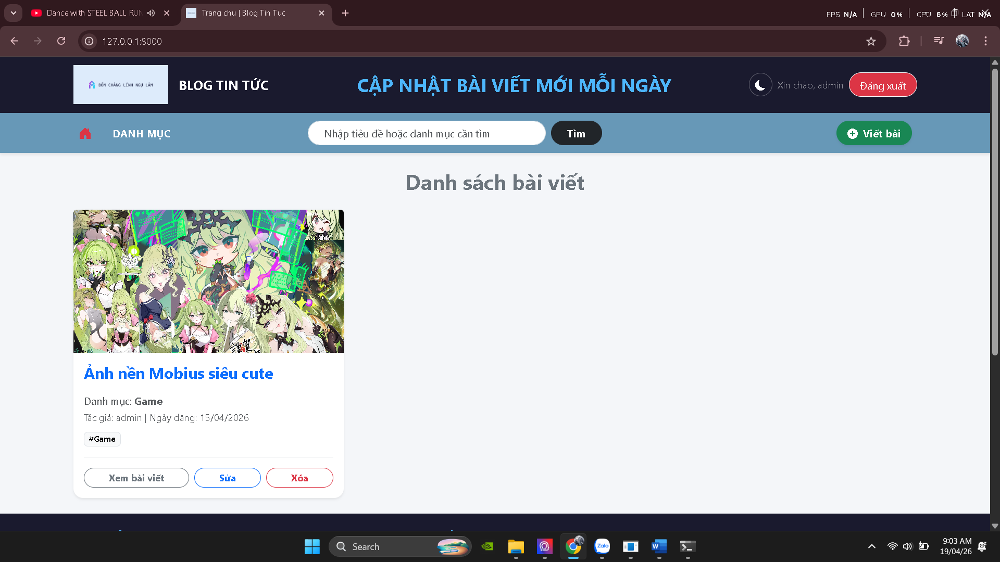 Dance with STEEL BALL RUN
Trang chu | Blog Tin Tuc
FPS N/A GPU 0% CPU 6% LAT N/A
127.0.0.1:8000
BỐN CHÀNG LÍNH NGỰ LÂM
BLOG TIN TỨC
CẬP NHẬT BÀI VIẾT MỚI MỖI NGÀY
Xin chào, admin
Đăng xuất
DANH MỤC
Nhập tiêu đề hoặc danh mục cần tìm
Tìm
Viết bài
Danh sách bài viết
Ảnh nền Mobius siêu cute
Danh mục: Game
Tác giả: admin | Ngày đăng: 15/04/2026
#Game
Xem bài viết
Sửa
Xóa
Search
Zalo
9:03 AM
19/04/26